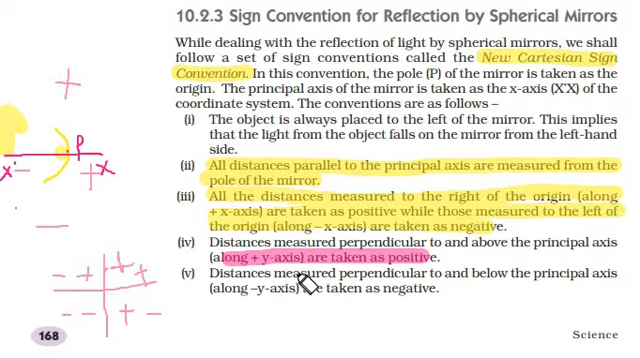 10.2.3 Sign Convention for Reflection by Spherical Mirrors
While dealing with the reflection of light by spherical mirrors, we shall
follow a set of sign conventions called the New Cartesian Sign
Convention. In this convention, the pole (P) of the mirror is taken as the
origin. The principal axis of the mirror is taken as the x-axis (X'X) of the
coordinate system. The conventions are as follows –
(i) The object is always placed to the left of the mirror. This implies
that the light from the object falls on the mirror from the left-hand
side.
(ii) All distances parallel to the principal axis are measured from the
pole of the mirror.
(iii) All the distances measured to the right of the origin (along
+ x-axis) are taken as positive while those measured to the left of
the origin (along – x-axis) are taken as negative.
(iv) Distances measured perpendicular to and above the principal axis
(along + y-axis) are taken as positive.
(v) Distances measured perpendicular to and below the principal axis
(along –y-axis) are taken as negative.
+
P
X' – + X
–
– + + +
– – + –
168
Science